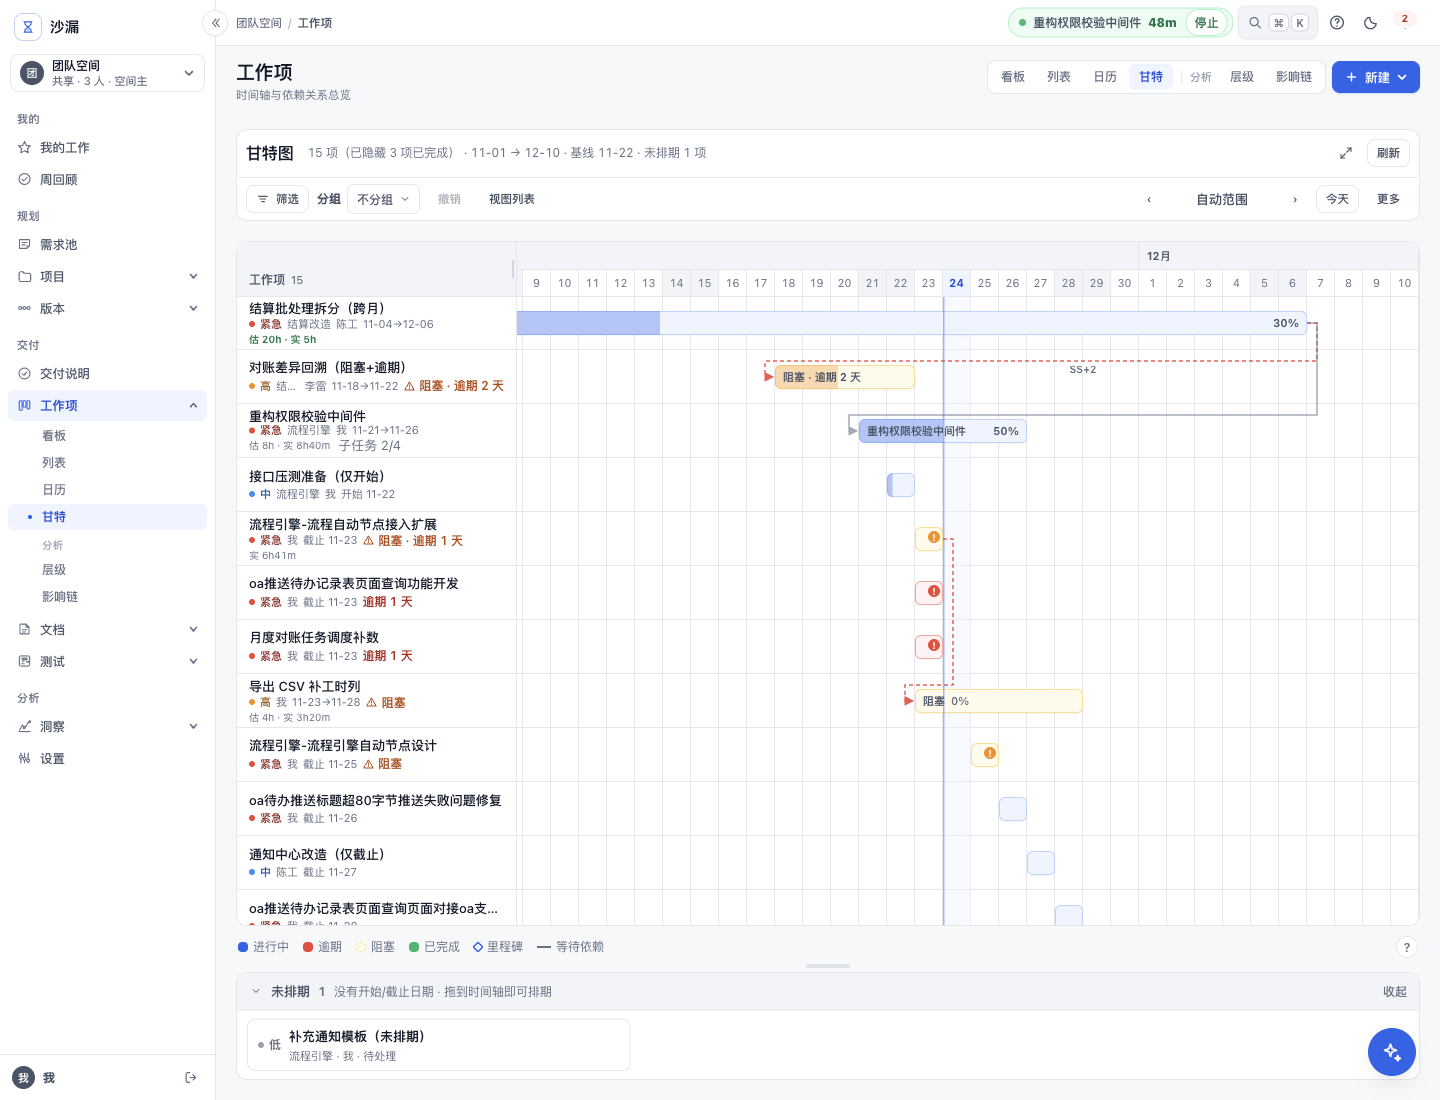 沙漏
团队空间 / 工作项
重构权限校验中间件 48m 停止
⌘ K
2
团 团队空间
共享 · 3 人 · 空间主
我的
我的工作
周回顾
规划
需求池
项目
版本
交付
交付说明
工作项
看板
列表
日历
甘特
分析
层级
影响链
文档
测试
分析
洞察
设置
我 我
工作项
时间轴与依赖关系总览
看板 列表 日历 甘特 分析 层级 影响链
+ 新建
甘特图 15 项（已隐藏 3 项已完成） · 11-01 → 12-10 · 基线 11-22 · 未排期 1 项
刷新
筛选 分组 不分组 撤销 视图列表
‹ 自动范围 › 今天 更多
12月
工作项 15
9 10 11 12 13 14 15 16 17 18 19 20 21 22 23 24 25 26 27 28 29 30 1 2 3 4 5 6 7 8 9 10
结算批处理拆分（跨月）
紧急 结算改造 陈工 11-04→12-06
估 20h · 实 5h
30%
对账差异回溯（阻塞+逾期）
高 结... 李雷 11-18→11-22 阻塞 · 逾期 2 天
阻塞 · 逾期 2 天
SS+2
重构权限校验中间件
紧急 流程引擎 我 11-21→11-26
估 8h · 实 8h40m 子任务 2/4
重构权限校验中间件 50%
接口压测准备（仅开始）
中 流程引擎 我 开始 11-22
流程引擎-流程自动节点接入扩展
紧急 我 截止 11-23 阻塞 · 逾期 1 天
实 6h41m
oa推送待办记录表页面查询功能开发
紧急 我 截止 11-23 逾期 1 天
月度对账任务调度补数
紧急 我 截止 11-23 逾期 1 天
导出 CSV 补工时列
高 我 11-23→11-28 阻塞
估 4h · 实 3h20m
阻塞 0%
流程引擎-流程引擎自动节点设计
紧急 我 截止 11-25 阻塞
oa待办推送标题超80字节推送失败问题修复
紧急 我 截止 11-26
通知中心改造（仅截止）
中 陈工 截止 11-27
oa推送待办记录表页面查询页面对接oa支...
紧急 我 截止 11-28
进行中 逾期 阻塞 已完成 里程碑 等待依赖
?
未排期 1 没有开始/截止日期 · 拖到时间轴即可排期
收起
低 补充通知模板（未排期）
流程引擎 · 我 · 待处理